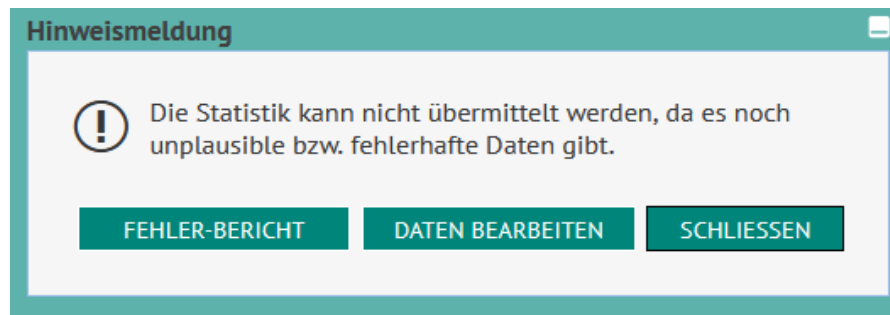 Hinweismeldung
Die Statistik kann nicht übermittelt werden, da es noch
unplausible bzw. fehlerhafte Daten gibt.
FEHLER-BERICHT DATEN BEARBEITEN SCHLIESSEN